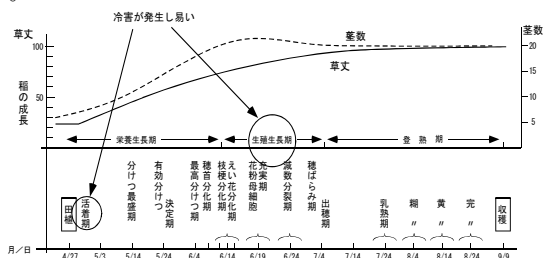 冷害が発生し易い
草丈
茎数
100
50
稲の成長
20
15
10
5
茎数
草丈
栄養生長期
生殖生長期
登熟期
田植
活着期
分けつ最盛期
有効分けつ
決定期
最高分けつ期
穂首分化期
枝梗分化期
えい花分化期
花粉母細胞
充実期
減数分裂期
穂ばらみ期
出穂期
乳熟期
糊 〃
黄 〃
完 〃
収穫
月/日
4/27 5/3 5/14 5/24 6/4 6/14 6/19 6/24 7/4 7/14 7/24 8/4 8/14 8/24 9/9